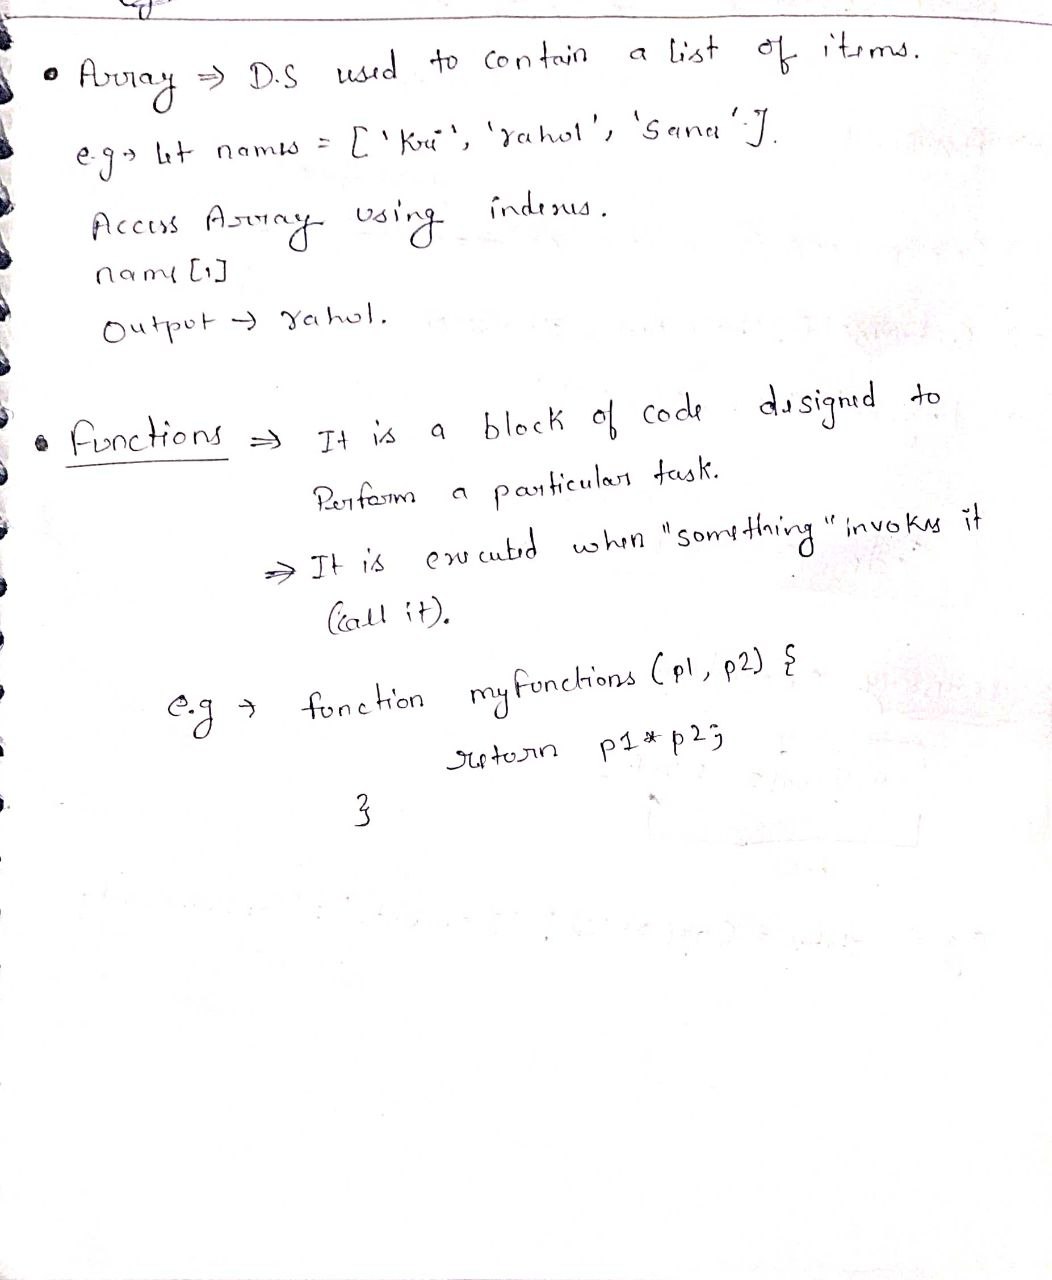 • Array ⇒ D.S used to contain a list of items.
e.g → let names = ['Kri', 'rahul', 'sana'].
Access Array using indexes.
name[1]
Output → rahul.
• Functions ⇒ It is a block of code designed to
Perform a particular task.
⇒ It is executed when "something" invokes it
(call it).
e.g → function myfunctions (p1, p2) {
return p1 * p2;
}